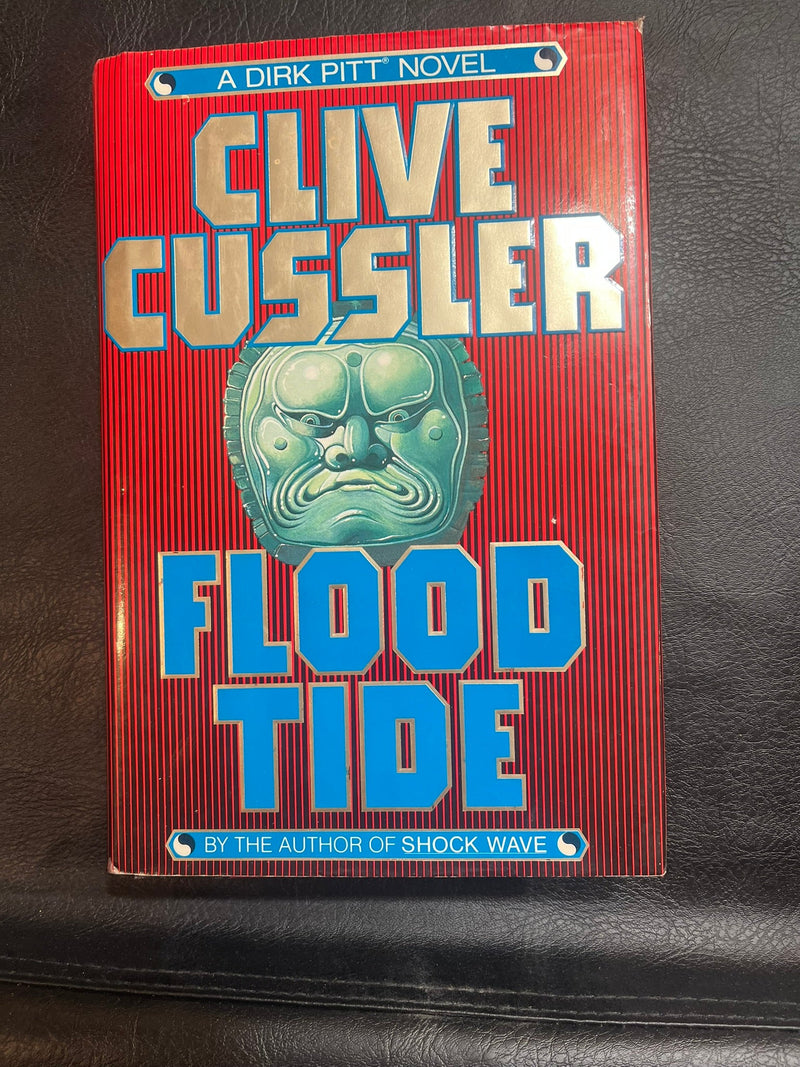 A DIRK PITT® NOVEL
CLIVE
CUSSLER
FLOOD
TIDE
BY THE AUTHOR OF SHOCK WAVE